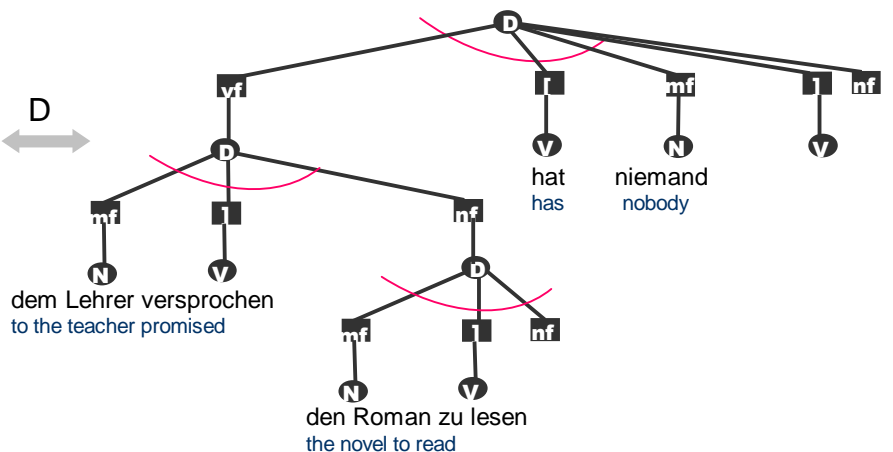 D
vf [ mf ] nf
D
D
V N V
hat niemand
has nobody
mf ] nf
N V
D
dem Lehrer versprochen
to the teacher promised
mf ] nf
N V
den Roman zu lesen
the novel to read